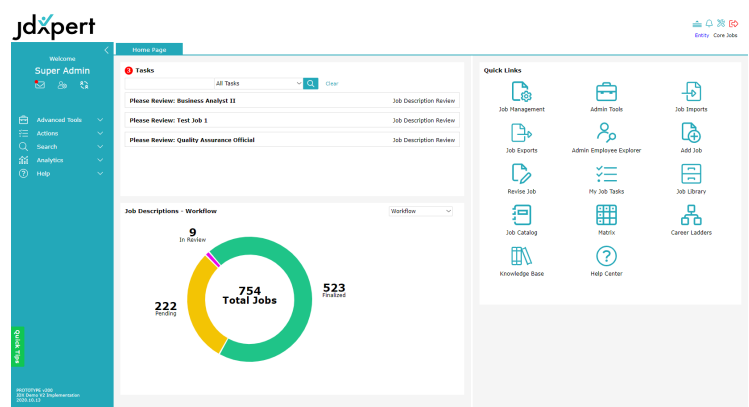 jdxpert
Entity Core Jobs
Welcome
Super Admin
Advanced Tools
Actions
Search
Analytics
Help
Quick Tips
PROTOTYPE v280
JDX Demo V2 Implementation
2020.10.12
Home Page
3 Tasks
All Tasks
Clear
Please Review: Business Analyst II Job Description Review
Please Review: Test Job 1 Job Description Review
Please Review: Quality Assurance Official Job Description Review
Job Descriptions - Workflow
Workflow
9
In Review
754
Total Jobs
523
Finalized
222
Pending
Quick Links
Job Management Admin Tools Job Imports
Job Exports Admin Employee Explorer Add Job
Revise Job My Job Tasks Job Library
Job Catalog Matrix Career Ladders
Knowledge Base Help Center